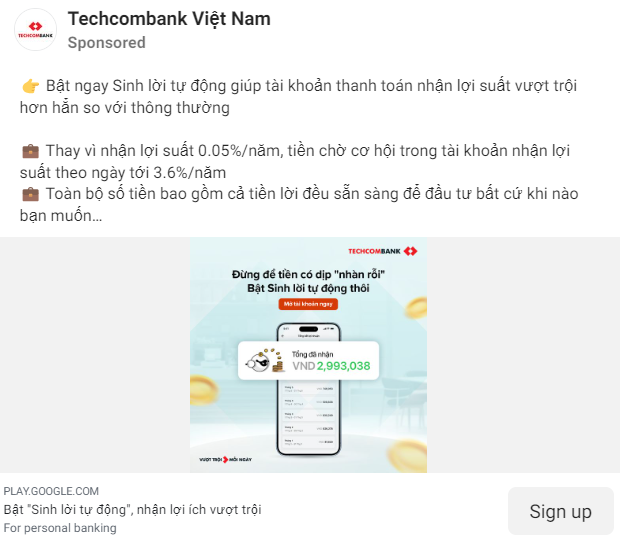 TECHCOMBANK
Techcombank Việt Nam
Sponsored
👉 Bật ngay Sinh lời tự động giúp tài khoản thanh toán nhận lợi suất vượt trội
hơn hẳn so với thông thường
💼 Thay vì nhận lợi suất 0.05%/năm, tiền chờ cơ hội trong tài khoản nhận lợi
suất theo ngày tới 3.6%/năm
💼 Toàn bộ số tiền bao gồm cả tiền lời đều sẵn sàng để đầu tư bất cứ khi nào
bạn muốn…
TECHCOMBANK
Đừng để tiền có dịp "nhàn rỗi"
Bật Sinh lời tự động thôi
Mở tài khoản ngay
Tổng đã nhận
VND 2,993,038
VƯỢT TRỘI MỖI NGÀY
PLAY.GOOGLE.COM
Bật "Sinh lời tự động", nhận lợi ích vượt trội
For personal banking
Sign up